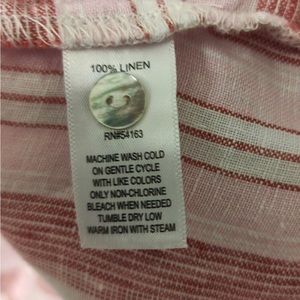 100% LINEN
RN#54163
MACHINE WASH COLD
ON GENTLE CYCLE
WITH LIKE COLORS
ONLY NON-CHLORINE
BLEACH WHEN NEEDED
TUMBLE DRY LOW
WARM IRON WITH STEAM